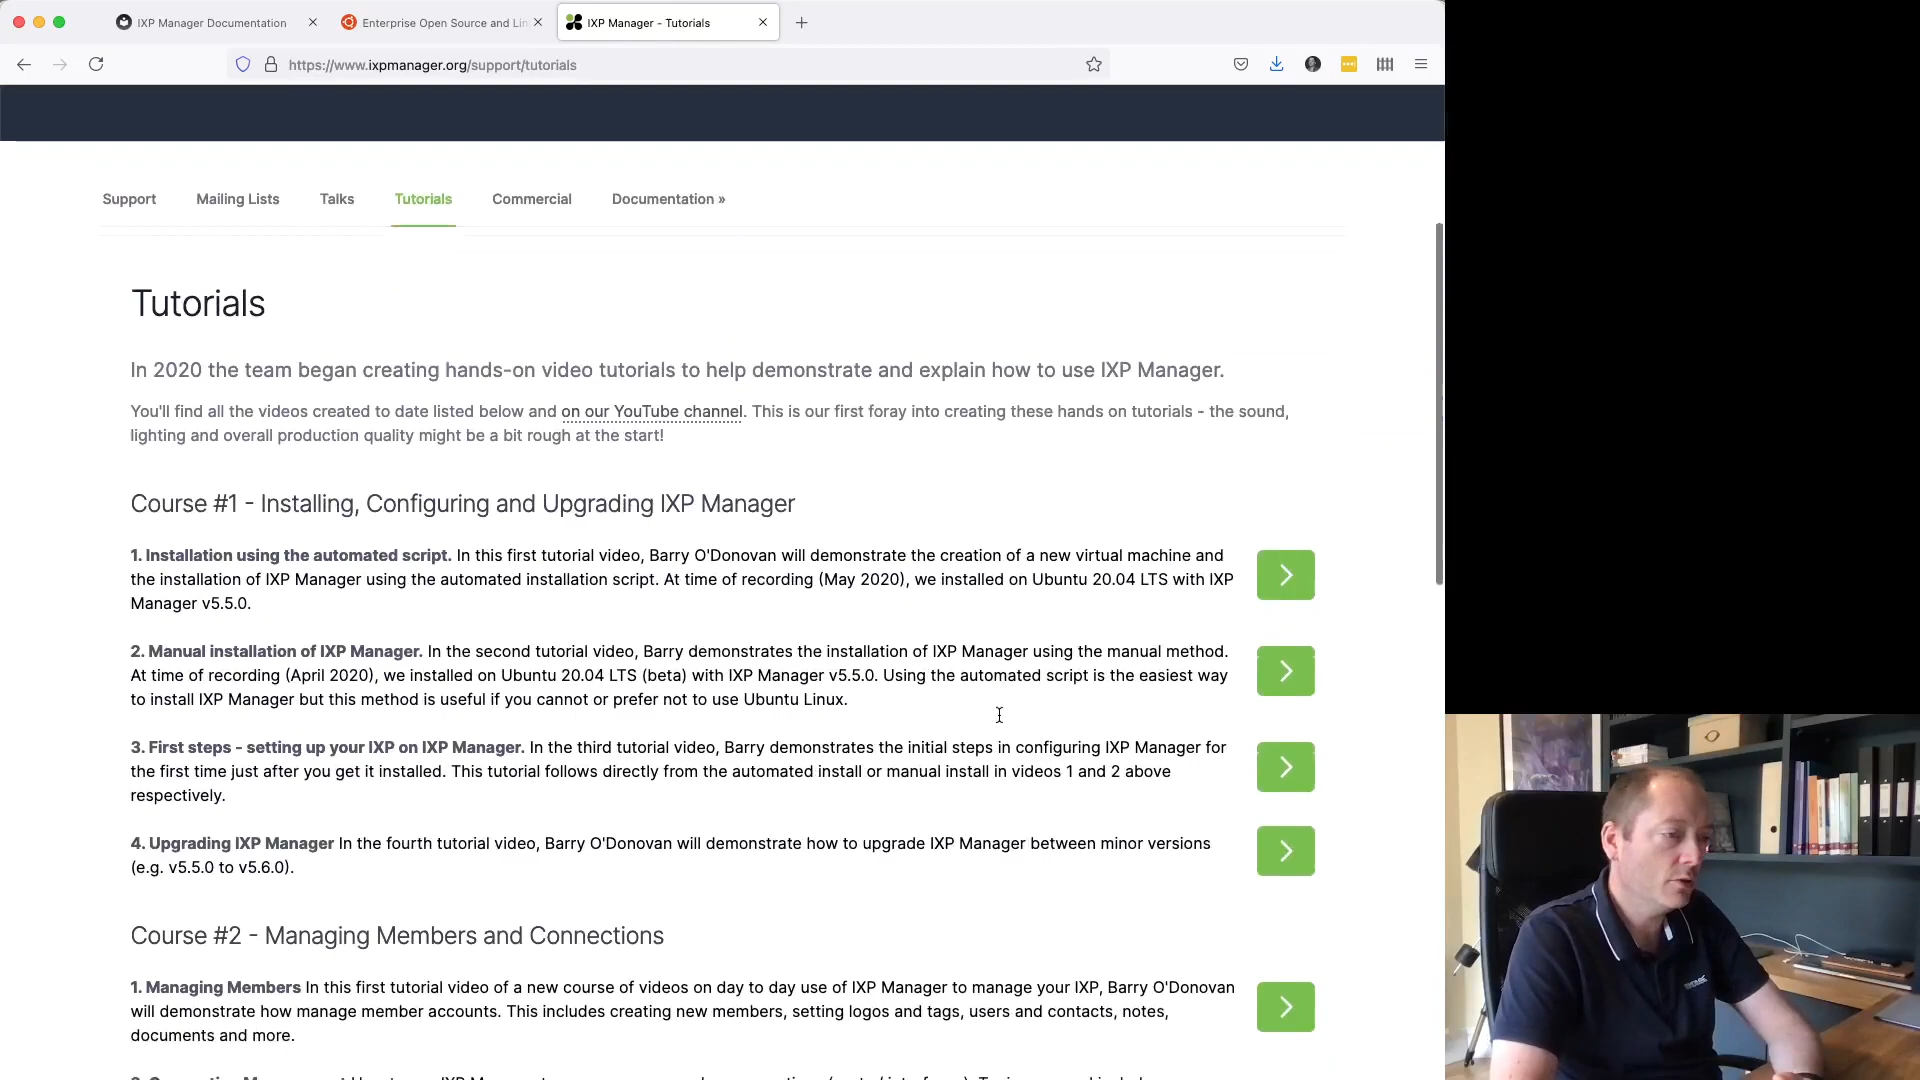 IXP Manager Documentation
Enterprise Open Source and Lin
IXP Manager - Tutorials
https://www.ixpmanager.org/support/tutorials
Support
Mailing Lists
Talks
Tutorials
Commercial
Documentation »
Tutorials
In 2020 the team began creating hands-on video tutorials to help demonstrate and explain how to use IXP Manager.
You'll find all the videos created to date listed below and on our YouTube channel. This is our first foray into creating these hands on tutorials - the sound,
lighting and overall production quality might be a bit rough at the start!
Course #1 - Installing, Configuring and Upgrading IXP Manager
1. Installation using the automated script. In this first tutorial video, Barry O'Donovan will demonstrate the creation of a new virtual machine and
the installation of IXP Manager using the automated installation script. At time of recording (May 2020), we installed on Ubuntu 20.04 LTS with IXP
Manager v5.5.0.
2. Manual installation of IXP Manager. In the second tutorial video, Barry demonstrates the installation of IXP Manager using the manual method.
At time of recording (April 2020), we installed on Ubuntu 20.04 LTS (beta) with IXP Manager v5.5.0. Using the automated script is the easiest way
to install IXP Manager but this method is useful if you cannot or prefer not to use Ubuntu Linux.
3. First steps - setting up your IXP on IXP Manager. In the third tutorial video, Barry demonstrates the initial steps in configuring IXP Manager for
the first time just after you get it installed. This tutorial follows directly from the automated install or manual install in videos 1 and 2 above
respectively.
4. Upgrading IXP Manager In the fourth tutorial video, Barry O'Donovan will demonstrate how to upgrade IXP Manager between minor versions
(e.g. v5.5.0 to v5.6.0).
Course #2 - Managing Members and Connections
1. Managing Members In this first tutorial video of a new course of videos on day to day use of IXP Manager to manage your IXP, Barry O'Donovan
will demonstrate how manage member accounts. This includes creating new members, setting logos and tags, users and contacts, notes,
documents and more.